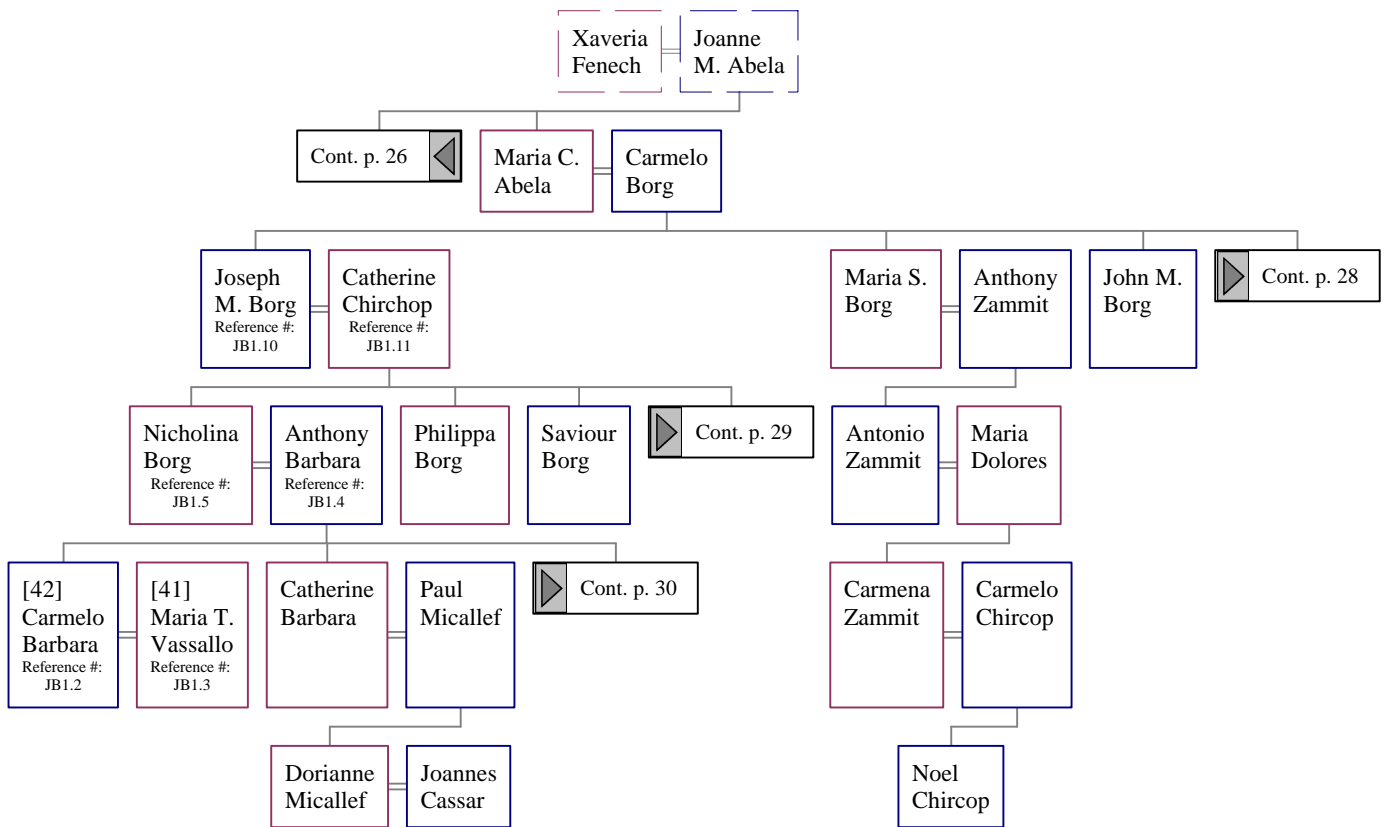 Xaveria
Fenech
Joanne
M. Abela
Cont. p. 26
Maria C.
Abela
Carmelo
Borg
Joseph
M. Borg
Reference #:
JB1.10
Catherine
Chirchop
Reference #:
JB1.11
Maria S.
Borg
Anthony
Zammit
John M.
Borg
Cont. p. 28
Nicholina
Borg
Reference #:
JB1.5
Anthony
Barbara
Reference #:
JB1.4
Philippa
Borg
Saviour
Borg
Cont. p. 29
Antonio
Zammit
Maria
Dolores
[42]
Carmelo
Barbara
Reference #:
JB1.2
[41]
Maria T.
Vassallo
Reference #:
JB1.3
Catherine
Barbara
Paul
Micallef
Cont. p. 30
Carmena
Zammit
Carmelo
Chircop
Dorianne
Micallef
Joannes
Cassar
Noel
Chircop